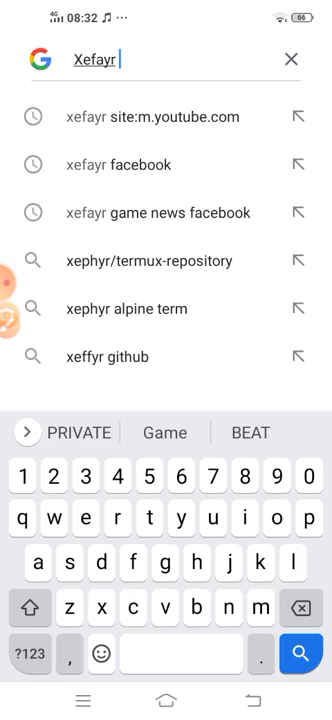 4G 08:32 66
Xefayr
xefayr site:m.youtube.com
xefayr facebook
xefayr game news facebook
xephyr/termux-repository
xephyr alpine term
xeffyr github
PRIVATE Game BEAT
1 2 3 4 5 6 7 8 9 0
q w e r t y u i o p
a s d f g h j k l
z x c v b n m
?123 , .